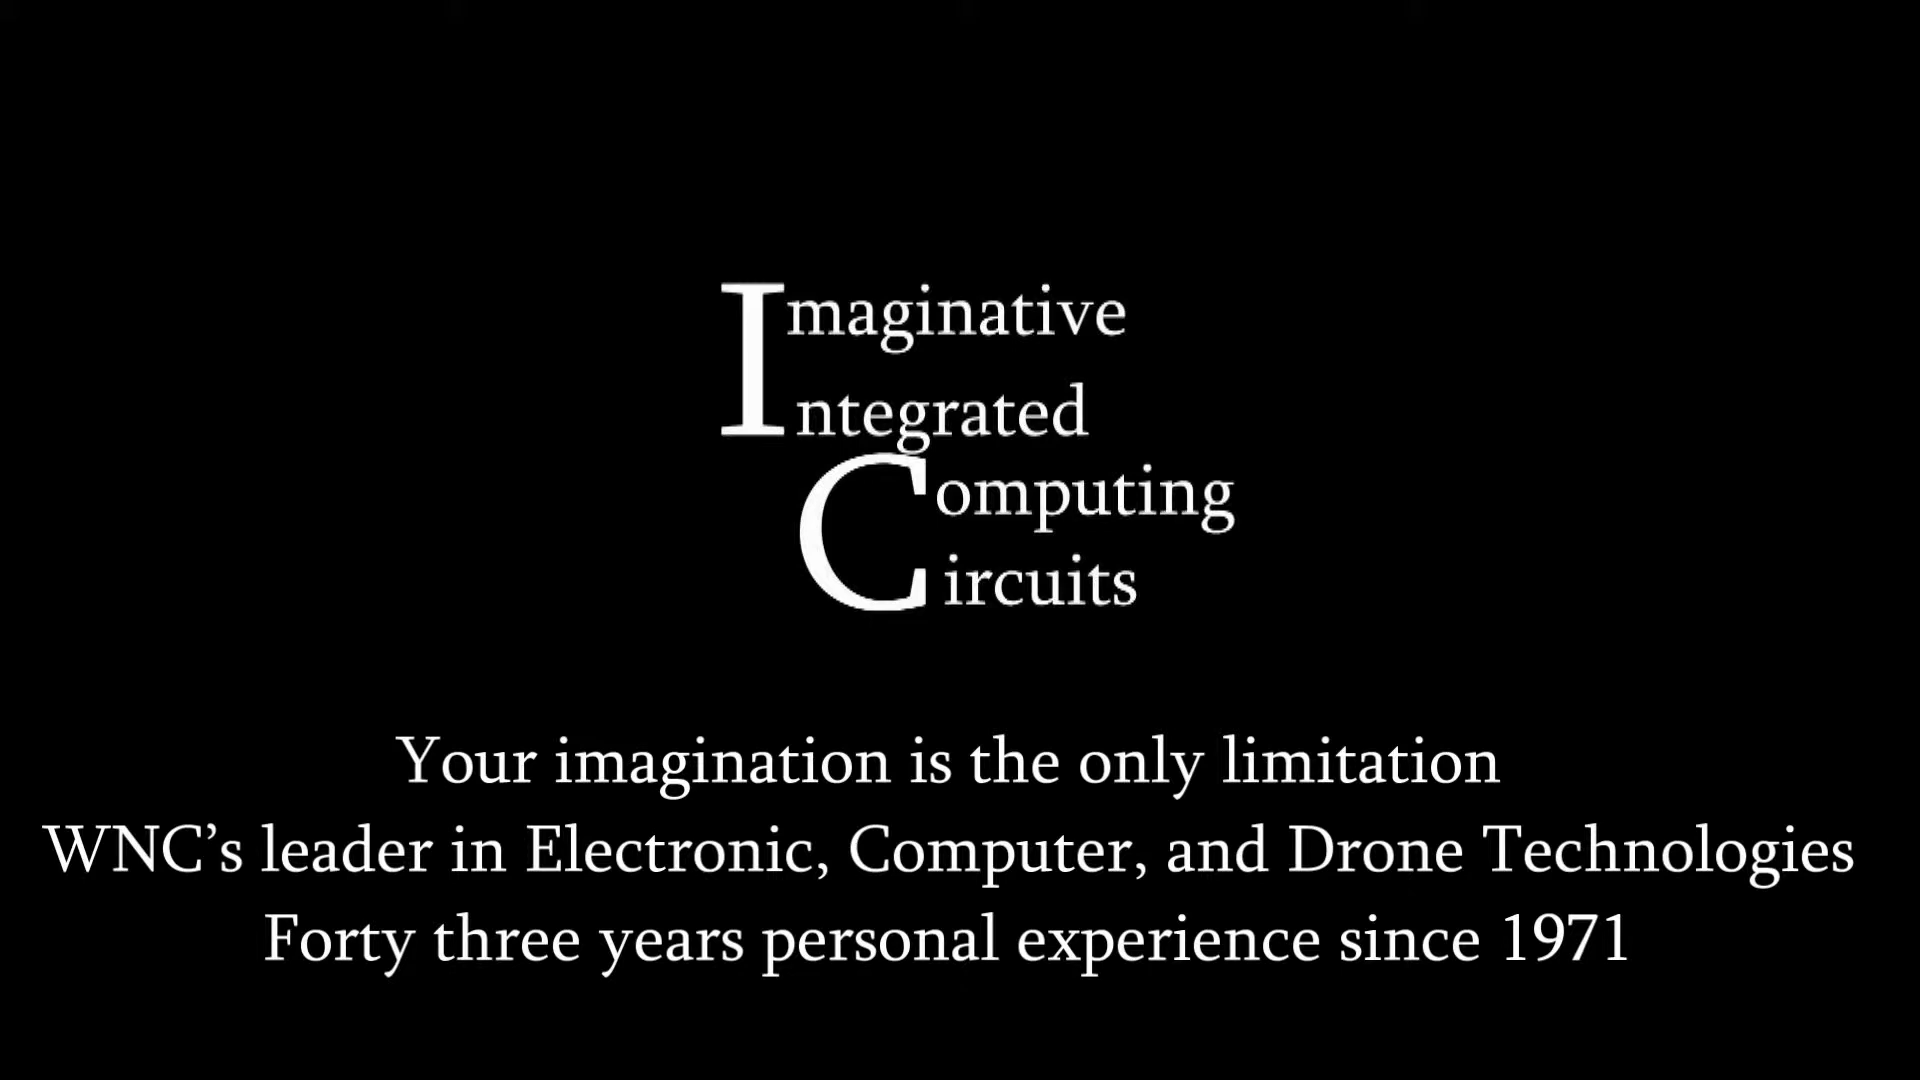 Imaginative
Integrated
Computing
Circuits
Your imagination is the only limitation
WNC’s leader in Electronic, Computer, and Drone Technologies
Forty three years personal experience since 1971